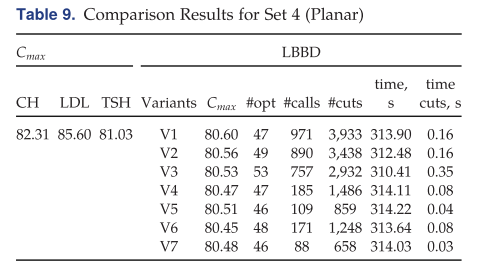 Table 9. Comparison Results for Set 4 (Planar)
Cmax LBBD
CH LDL TSH Variants Cmax #opt #calls #cuts time, s time cuts, s
82.31 85.60 81.03 V1 80.60 47 971 3,933 313.90 0.16
V2 80.56 49 890 3,438 312.48 0.16
V3 80.53 53 757 2,932 310.41 0.35
V4 80.47 47 185 1,486 314.11 0.08
V5 80.51 46 109 859 314.22 0.04
V6 80.45 48 171 1,248 313.64 0.08
V7 80.48 46 88 658 314.03 0.03